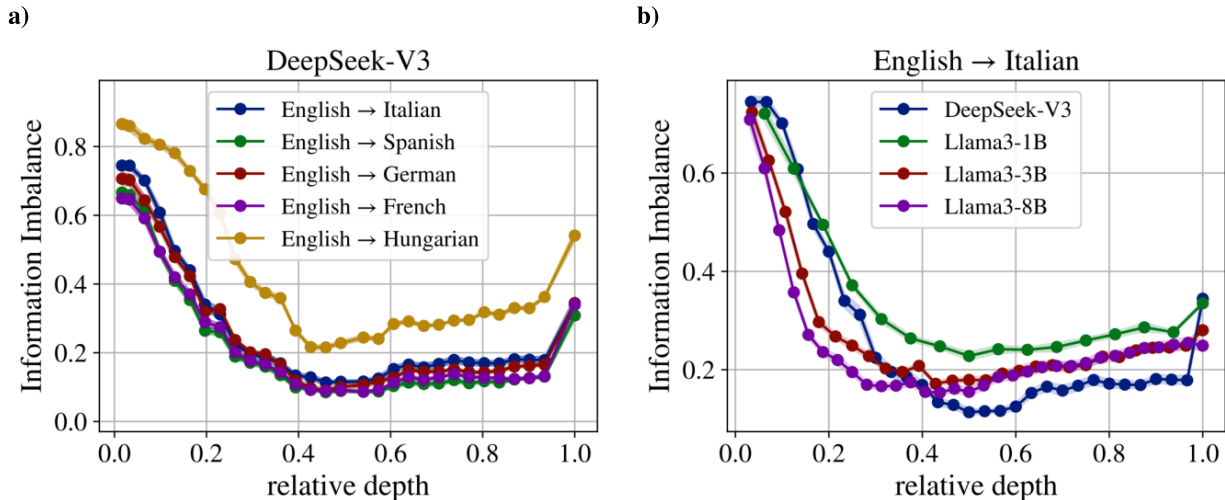 a)
DeepSeek-V3
English → Italian
English → Spanish
English → German
English → French
English → Hungarian
Information Imbalance
0.8
0.6
0.4
0.2
0.0
0.0 0.2 0.4 0.6 0.8 1.0
relative depth
b)
English → Italian
DeepSeek-V3
Llama3-1B
Llama3-3B
Llama3-8B
Information Imbalance
0.6
0.4
0.2
0.0 0.2 0.4 0.6 0.8 1.0
relative depth